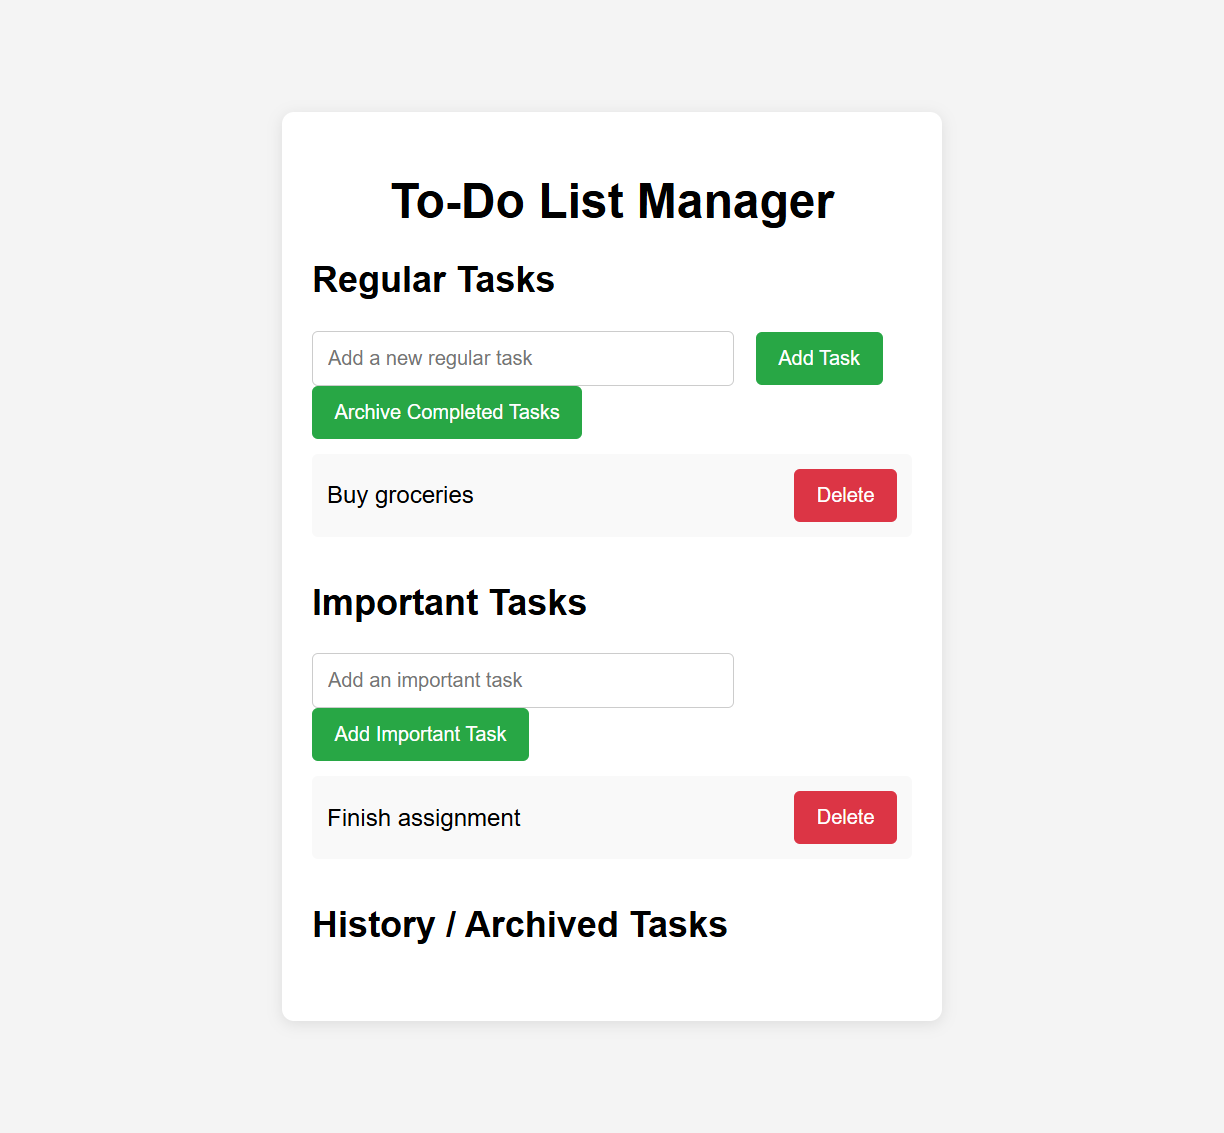 To-Do List Manager
Regular Tasks
Add a new regular task
Add Task
Archive Completed Tasks
Buy groceries
Delete
Important Tasks
Add an important task
Add Important Task
Finish assignment
Delete
History / Archived Tasks